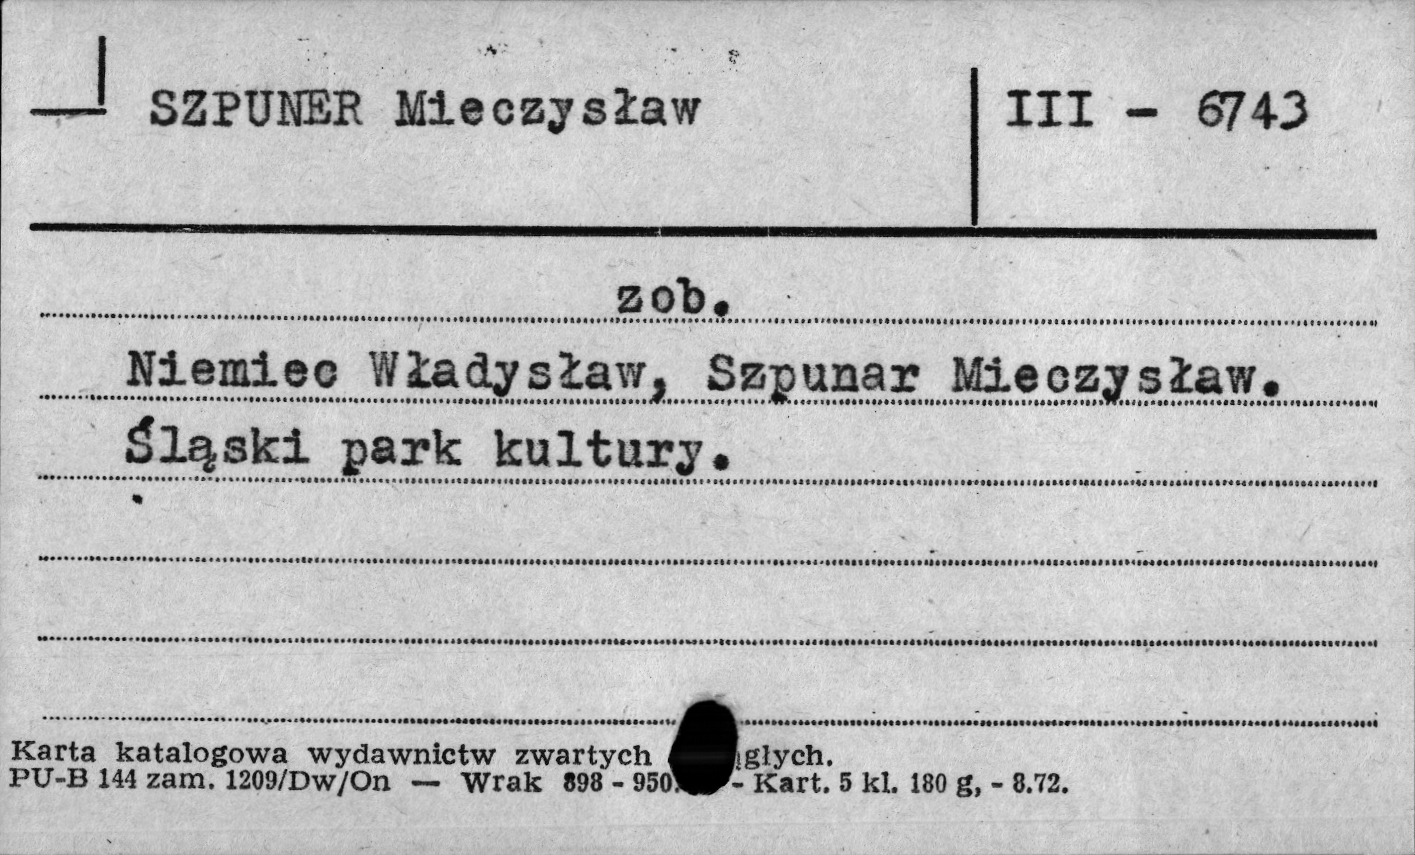 SZPUNER Mieczysław
III - 6743
zob.
Niemiec Władysław, Szpunar Mieczysław.
Śląski park kultury.
Karta katalogowa wydawnictw zwartych
PU-B 144 zam. 1209/Dw/On — Wrak 898 - 950. - Kart. 5 kl. 180 g, - 8.72.